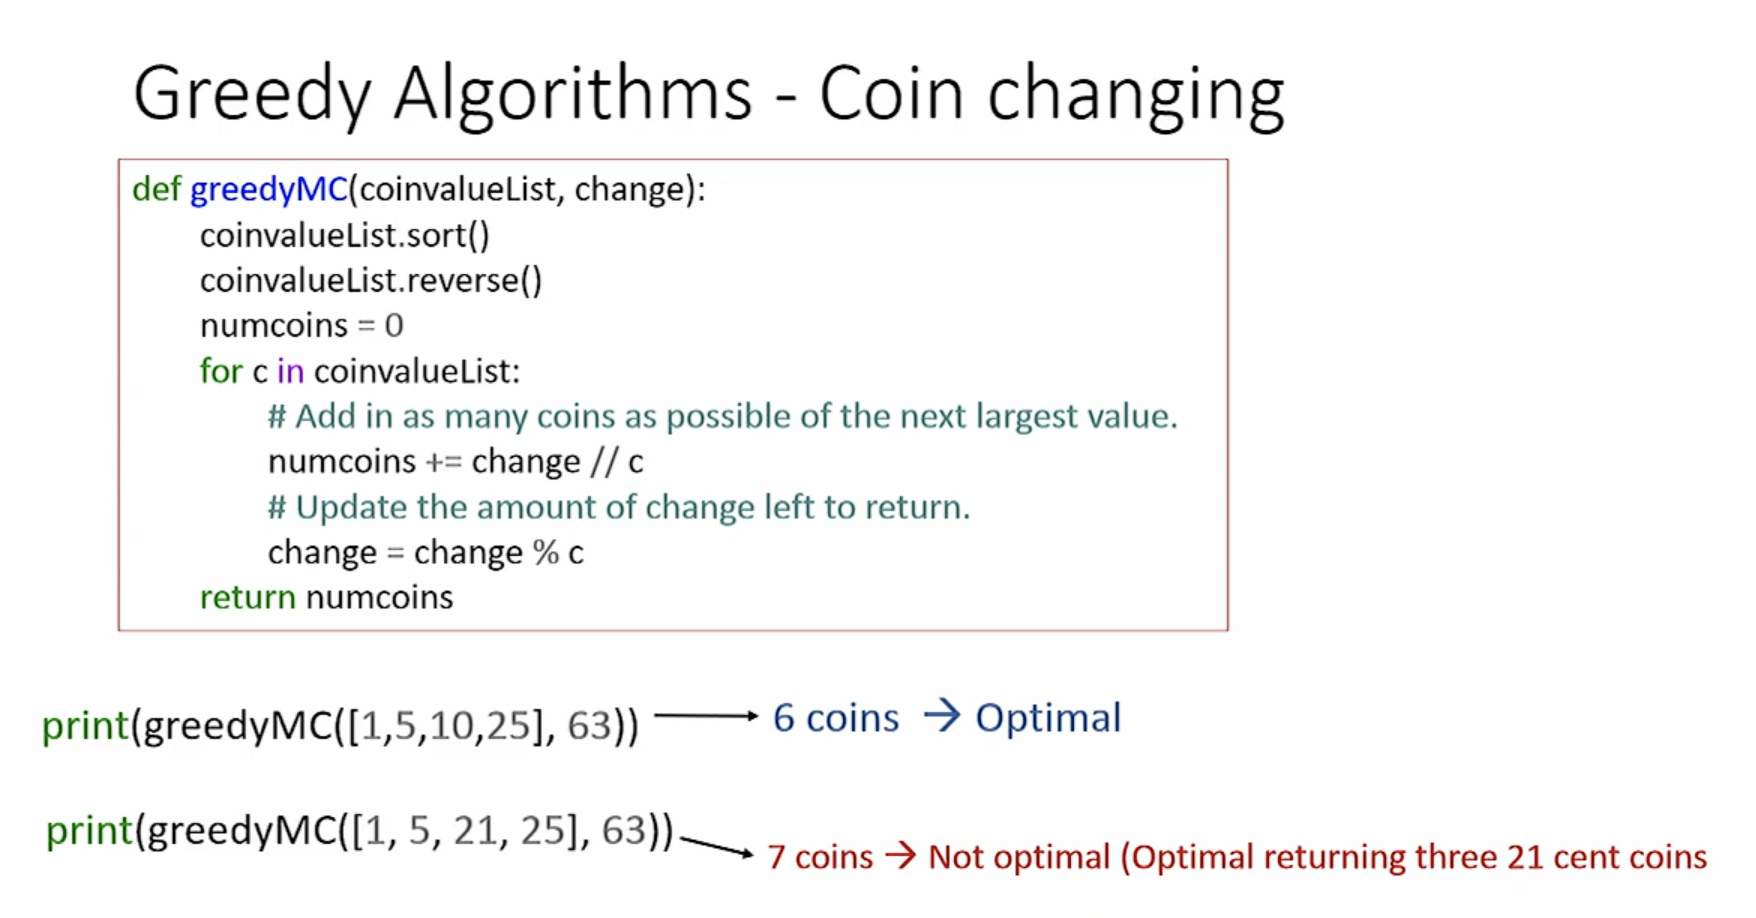 Greedy Algorithms - Coin changing
def greedyMC(coinvalueList, change):
coinvalueList.sort()
coinvalueList.reverse()
numcoins = 0
for c in coinvalueList:
# Add in as many coins as possible of the next largest value.
numcoins += change // c
# Update the amount of change left to return.
change = change % c
return numcoins
print(greedyMC([1,5,10,25], 63)) → 6 coins → Optimal
print(greedyMC([1, 5, 21, 25], 63)) → 7 coins → Not optimal (Optimal returning three 21 cent coins